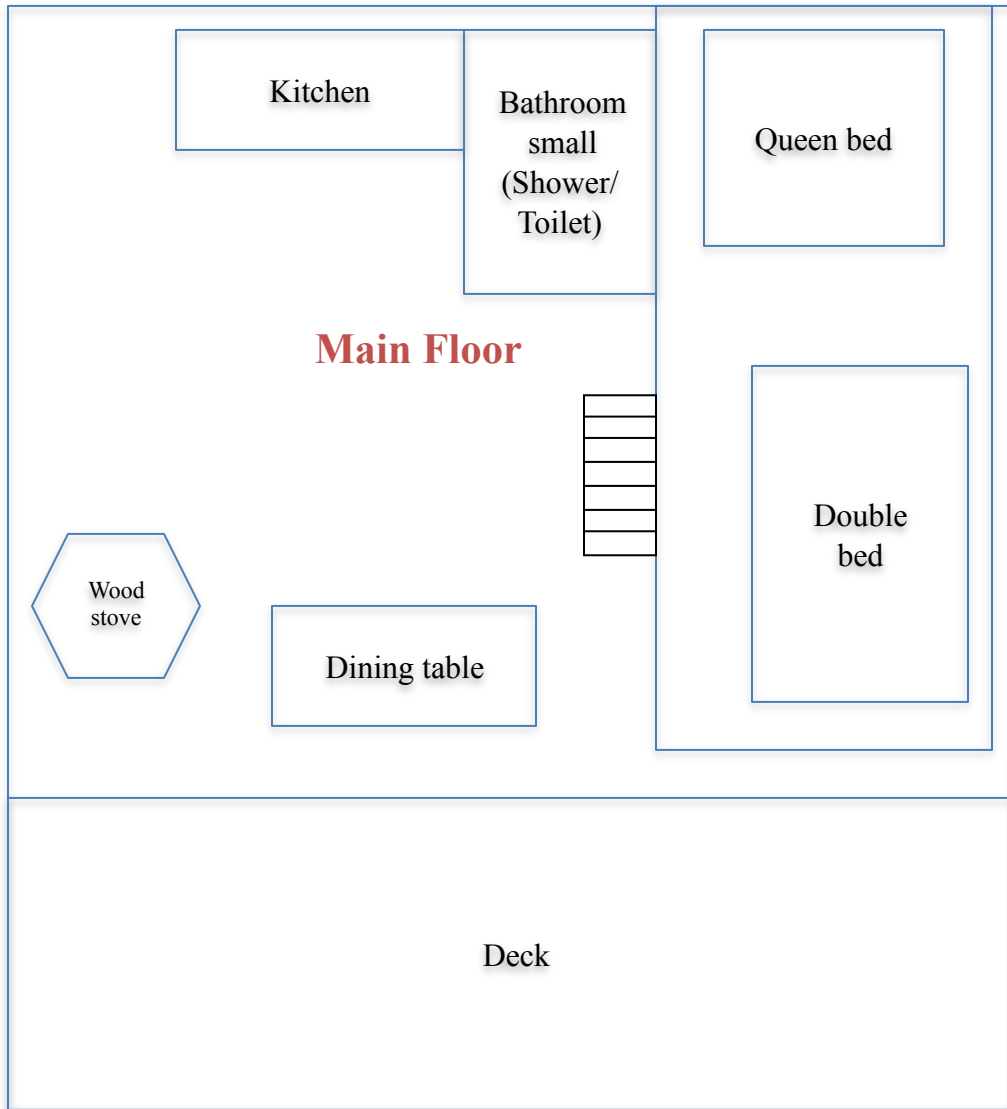 Kitchen
Bathroom
small
(Shower/
Toilet)
Queen bed
Main Floor
Double
bed
Wood
stove
Dining table
Deck